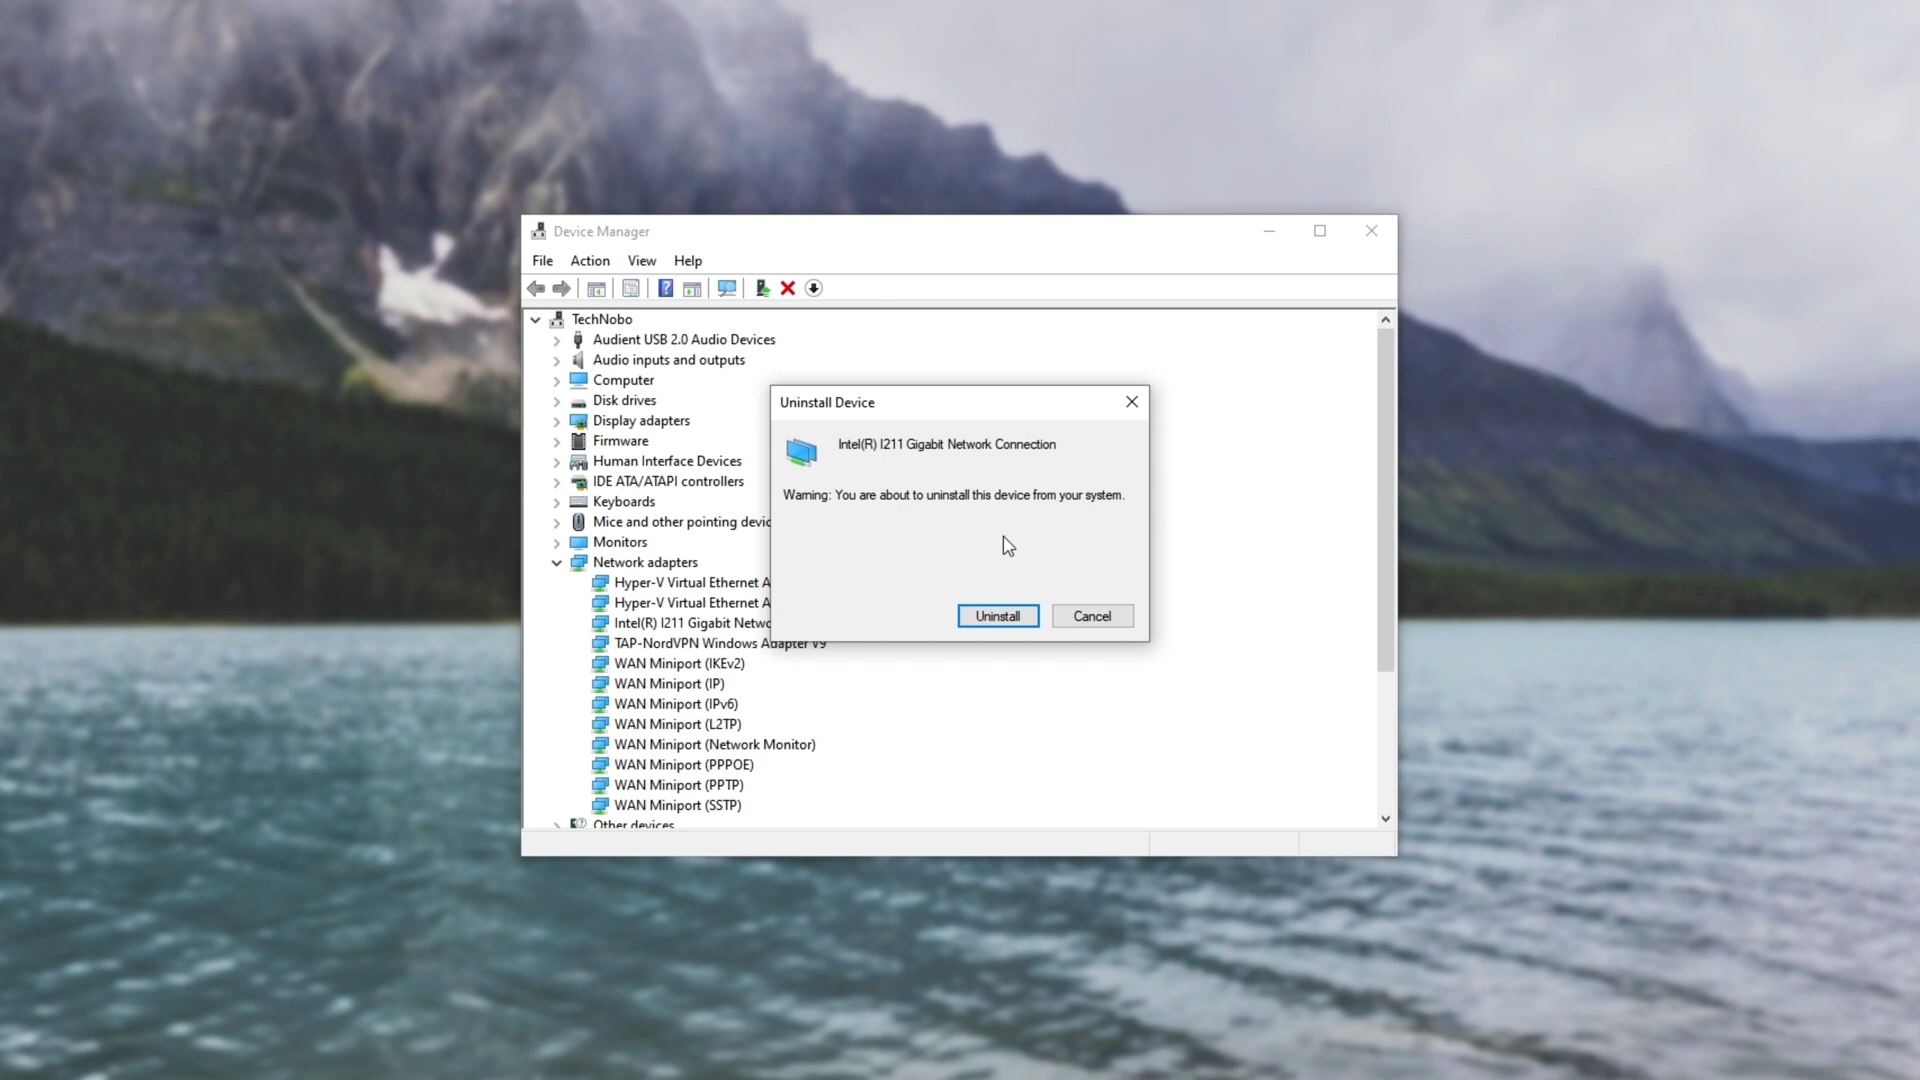 Device Manager
File Action View Help
TechNobo
Audient USB 2.0 Audio Devices
Audio inputs and outputs
Computer
Disk drives
Display adapters
Firmware
Human Interface Devices
IDE ATA/ATAPI controllers
Keyboards
Mice and other pointing devic
Monitors
Network adapters
Hyper-V Virtual Ethernet A
Hyper-V Virtual Ethernet A
Intel(R) I211 Gigabit Netwo
TAP-NordVPN Windows Adapter V9
WAN Miniport (IKEv2)
WAN Miniport (IP)
WAN Miniport (IPv6)
WAN Miniport (L2TP)
WAN Miniport (Network Monitor)
WAN Miniport (PPPOE)
WAN Miniport (PPTP)
WAN Miniport (SSTP)
Other devices
Uninstall Device
Intel(R) I211 Gigabit Network Connection
Warning: You are about to uninstall this device from your system.
Uninstall Cancel